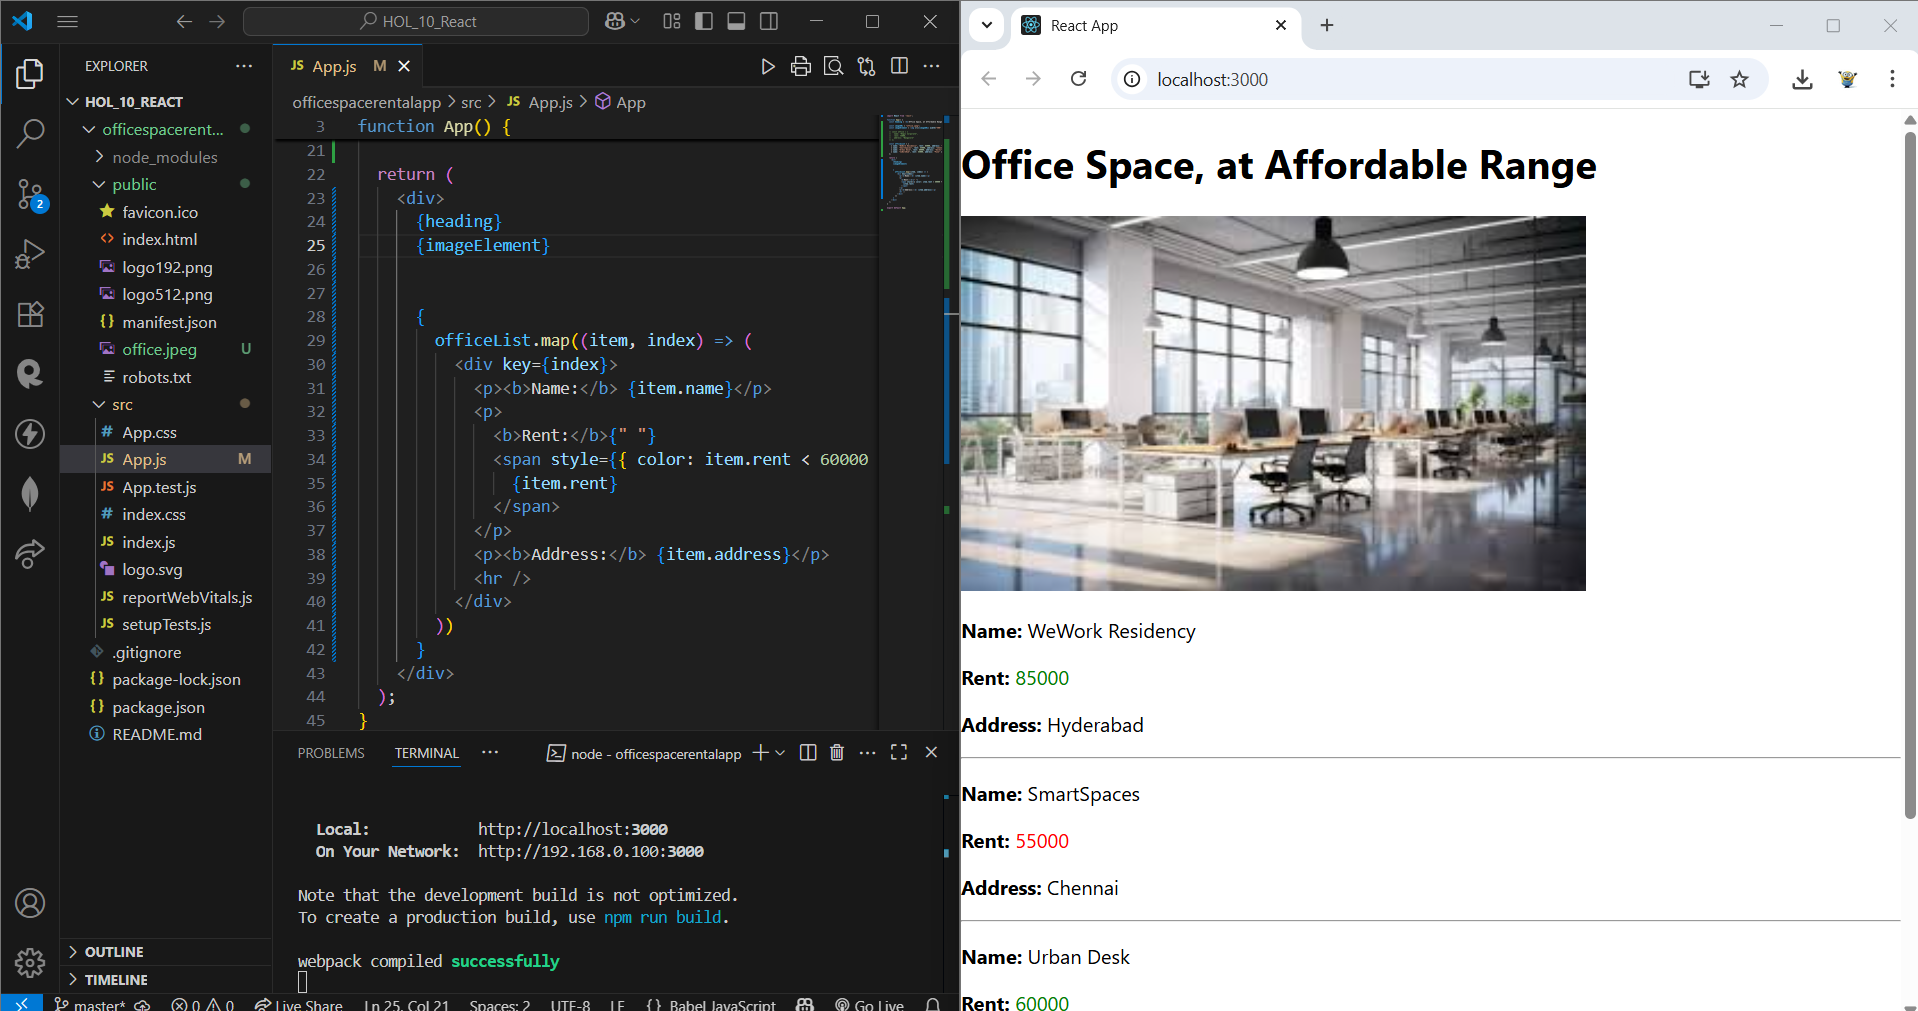 HOL_10_React
EXPLORER
HOL_10_REACT
officespacerent...
node_modules
public
favicon.ico
index.html
logo192.png
logo512.png
manifest.json
office.jpeg U
robots.txt
src
App.css
App.js M
App.test.js
index.css
index.js
logo.svg
reportWebVitals.js
setupTests.js
.gitignore
package-lock.json
package.json
README.md
OUTLINE
TIMELINE
2
JS App.js M
officespacerentalapp > src > JS App.js > App
3 function App() {
21
22 return (
23 <div>
24 {heading}
25 {imageElement}
26
27
28 {
29 officeList.map((item, index) => (
30 <div key={index}>
31 <p><b>Name:</b> {item.name}</p>
32 <p>
33 <b>Rent:</b>{" "}
34 <span style={{ color: item.rent < 60000
35 {item.rent}
36 </span>
37 </p>
38 <p><b>Address:</b> {item.address}</p>
39 <hr />
40 </div>
41 ))
42 }
43 </div>
44 );
45 }
PROBLEMS TERMINAL node - officespacerentalapp
Local: http://localhost:3000
On Your Network: http://192.168.0.100:3000
Note that the development build is not optimized.
To create a production build, use npm run build.
webpack compiled successfully
master* 0 0 Live Share Ln 25, Col 21 Spaces: 2 UTF-8 LF {} Babel JavaScript Go Live
React App
localhost:3000
Office Space, at Affordable Range
Name: WeWork Residency
Rent: 85000
Address: Hyderabad
Name: SmartSpaces
Rent: 55000
Address: Chennai
Name: Urban Desk
Rent: 60000